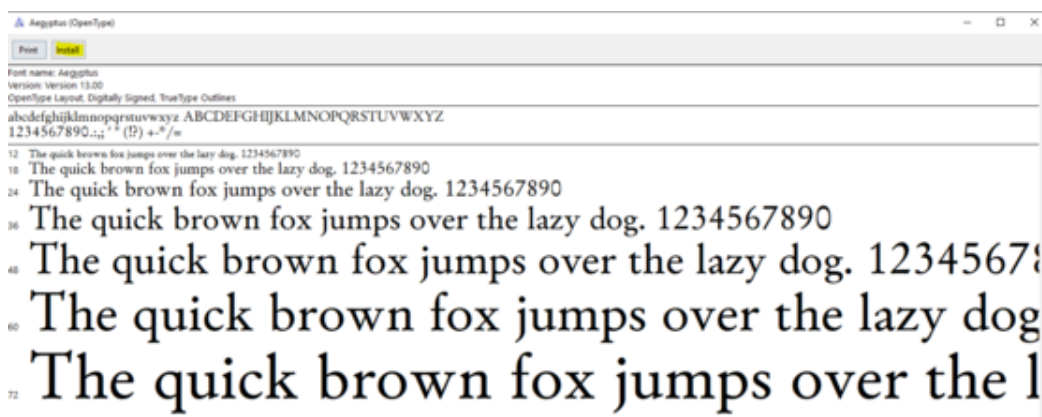 Aegyptus (OpenType)
Print Install
Font name: Aegyptus
Version: Version 13.00
OpenType Layout, Digitally Signed, TrueType Outlines
abcdefghijklmnopqrstuvwxyz ABCDEFGHIJKLMNOPQRSTUVWXYZ
1234567890.:,; ' " (!?) +-*/=
12 The quick brown fox jumps over the lazy dog. 1234567890
18 The quick brown fox jumps over the lazy dog. 1234567890
24 The quick brown fox jumps over the lazy dog. 1234567890
36 The quick brown fox jumps over the lazy dog. 1234567890
48 The quick brown fox jumps over the lazy dog. 12345678
60 The quick brown fox jumps over the lazy dog
72 The quick brown fox jumps over the l